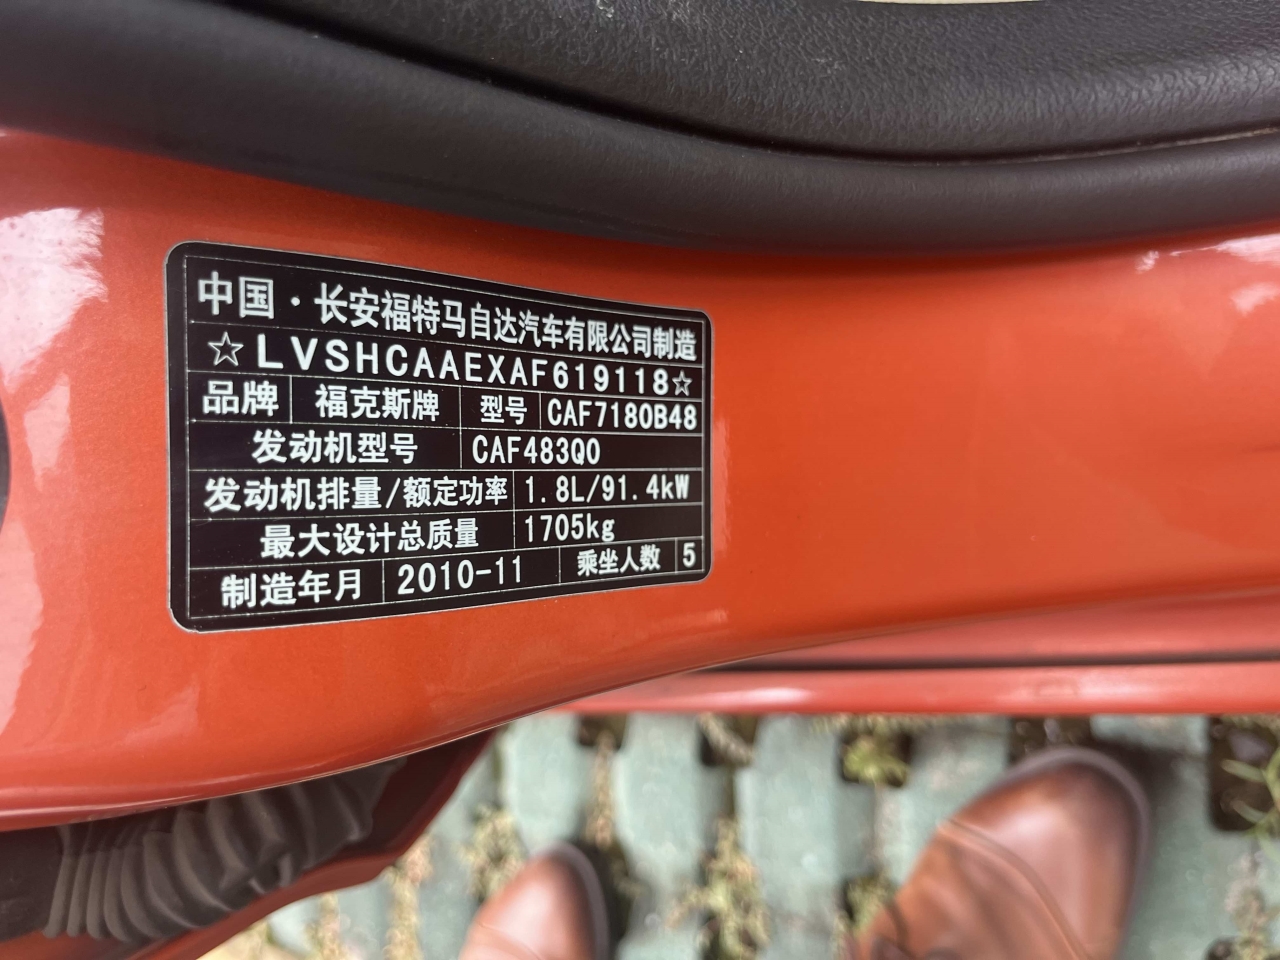 中国·长安福特马自达汽车有限公司制造
☆LVSHCAAEXAF619118☆
品牌 福克斯牌 型号 CAF7180B48
发动机型号 CAF483Q0
发动机排量/额定功率 1.8L/91.4kW
最大设计总质量 1705kg
制造年月 2010-11 乘坐人数 5